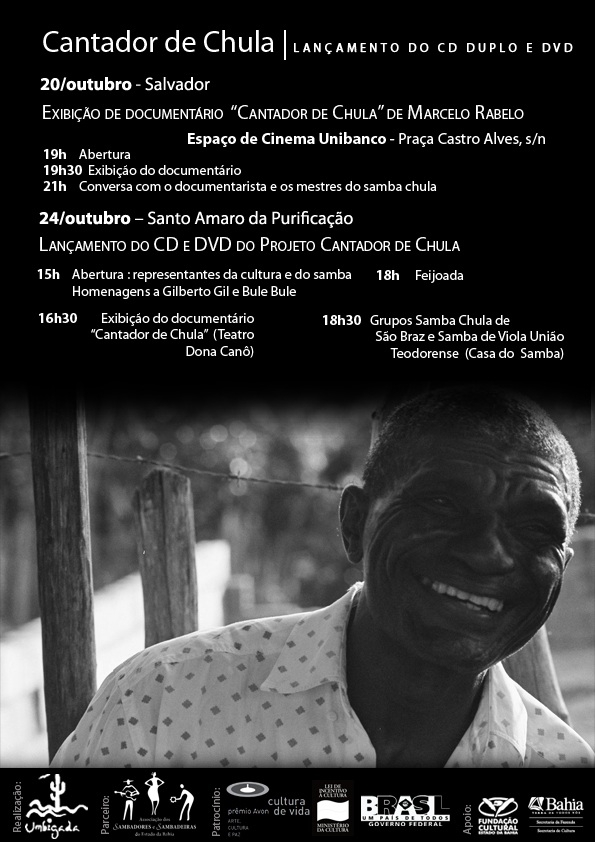 Cantador de Chula | LANÇAMENTO DO CD DUPLO E DVD
20/outubro - Salvador
EXIBIÇÃO DE DOCUMENTÁRIO “CANTADOR DE CHULA” DE MARCELO RABELO
Espaço de Cinema Unibanco - Praça Castro Alves, s/n
19h Abertura
19h30 Exibição do documentário
21h Conversa com o documentarista e os mestres do samba chula
24/outubro – Santo Amaro da Purificação
LANÇAMENTO DO CD E DVD DO PROJETO CANTADOR DE CHULA
15h Abertura : representantes da cultura e do samba
Homenagens a Gilberto Gil e Bule Bule
18h Feijoada
16h30 Exibição do documentário
“Cantador de Chula” (Teatro
Dona Canô)
18h30 Grupos Samba Chula de
São Braz e Samba de Viola União
Teodorense (Casa do Samba)
Realização:
Umbigada
Parceiro:
Associação dos
SAMBADORES e SAMBADEIRAS
do Estado da Bahia
Patrocínio:
prêmio Avon
cultura
de vida
ARTE,
CULTURA
E PAZ
LEI DE
INCENTIVO
À CULTURA
MINISTÉRIO
DA CULTURA
BRASIL
UM PAÍS DE TODOS
GOVERNO FEDERAL
Apoio:
FUNDAÇÃO
CULTURAL
ESTADO DA BAHIA
Bahia
TERRA DE TODOS NÓS
Secretaria da Fazenda
Secretaria de Cultura